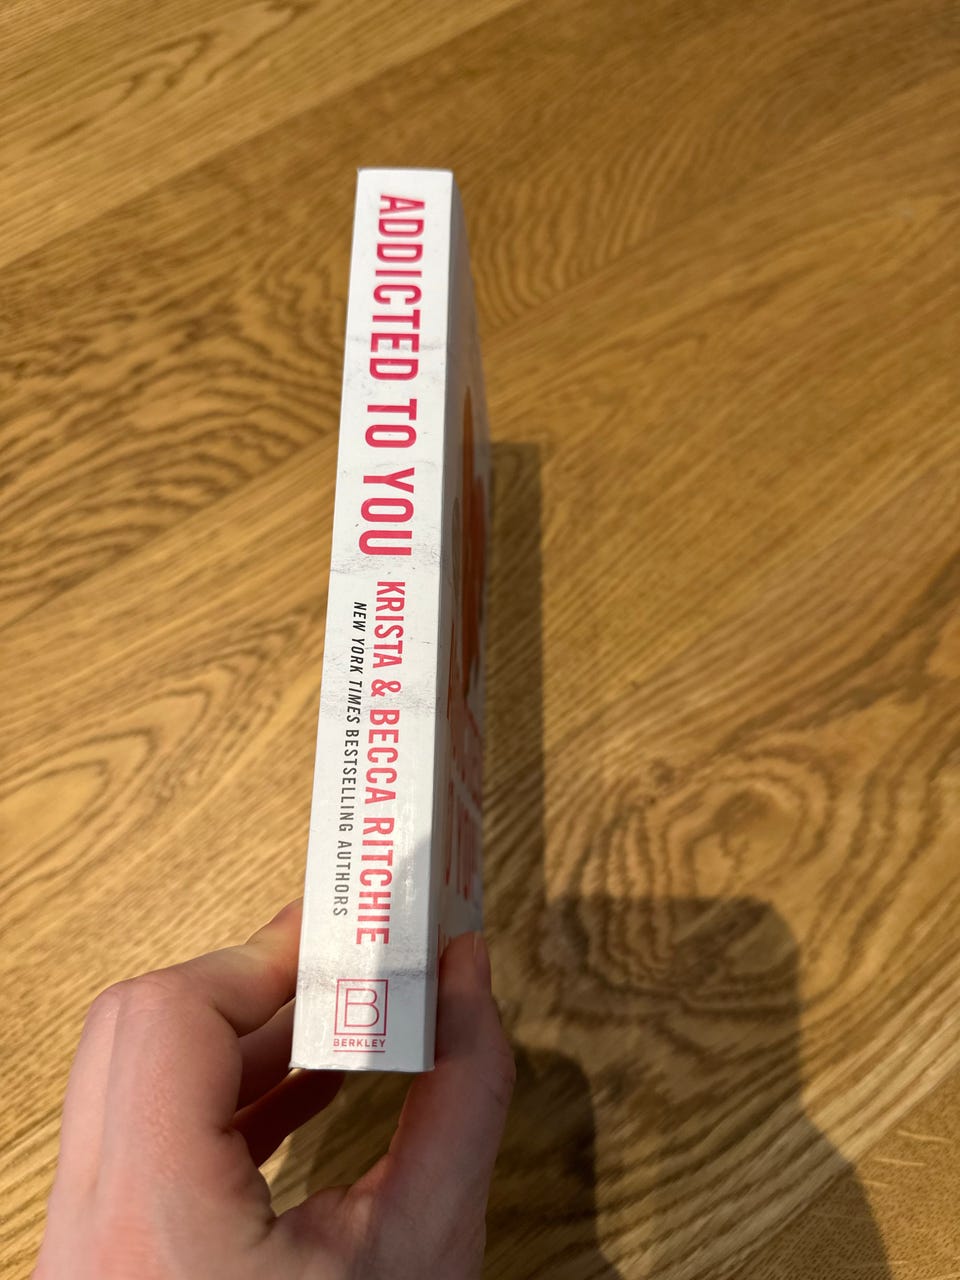 ADDICTED TO YOU
KRISTA & BECCA RITCHIE
NEW YORK TIMES BESTSELLING AUTHORS
B
BERKLEY